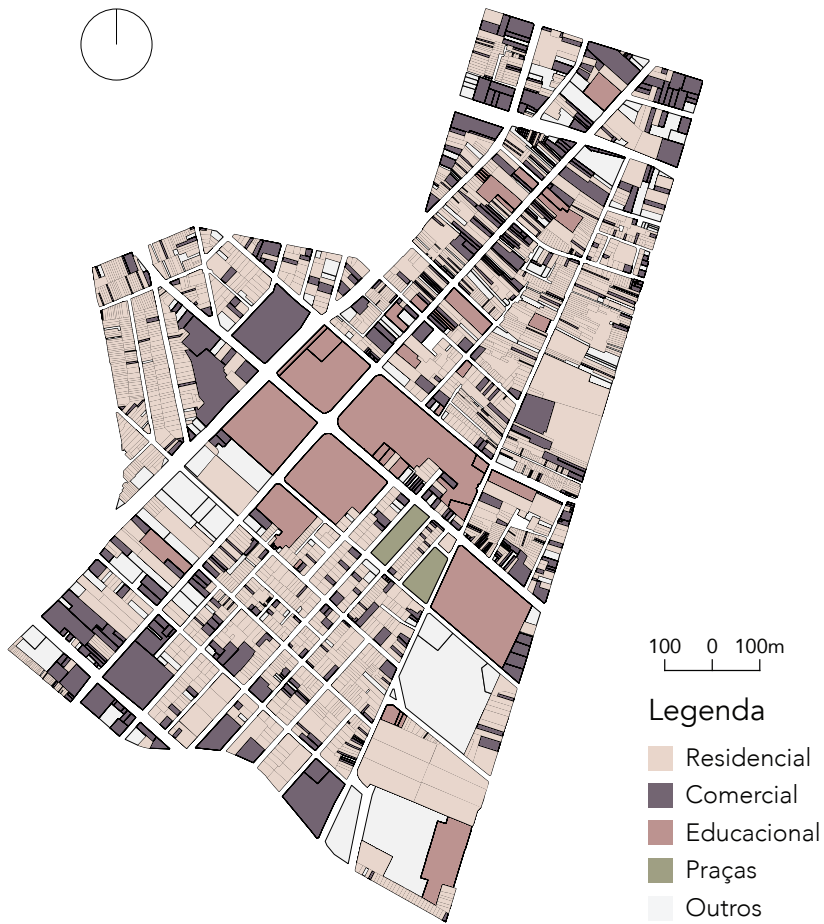 100 0 100m
Legenda
Residencial
Comercial
Educacional
Praças
Outros